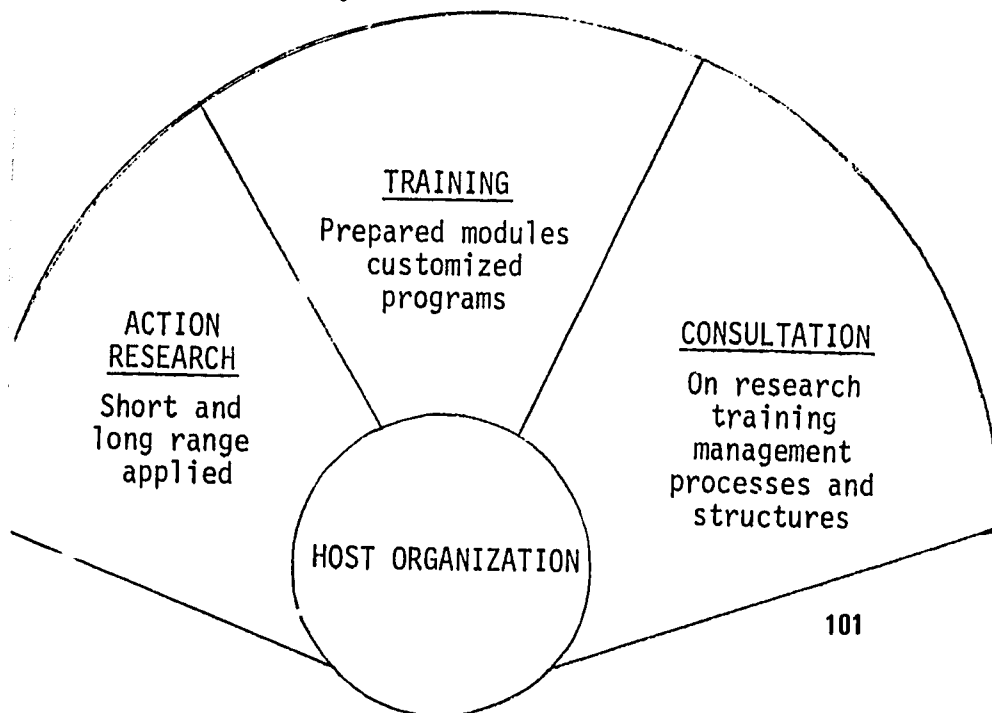 TRAINING
Prepared modules
customized
programs
ACTION
RESEARCH
Short and
long range
applied
CONSULTATION
On research
training
management
processes and
structures
HOST ORGANIZATION
101